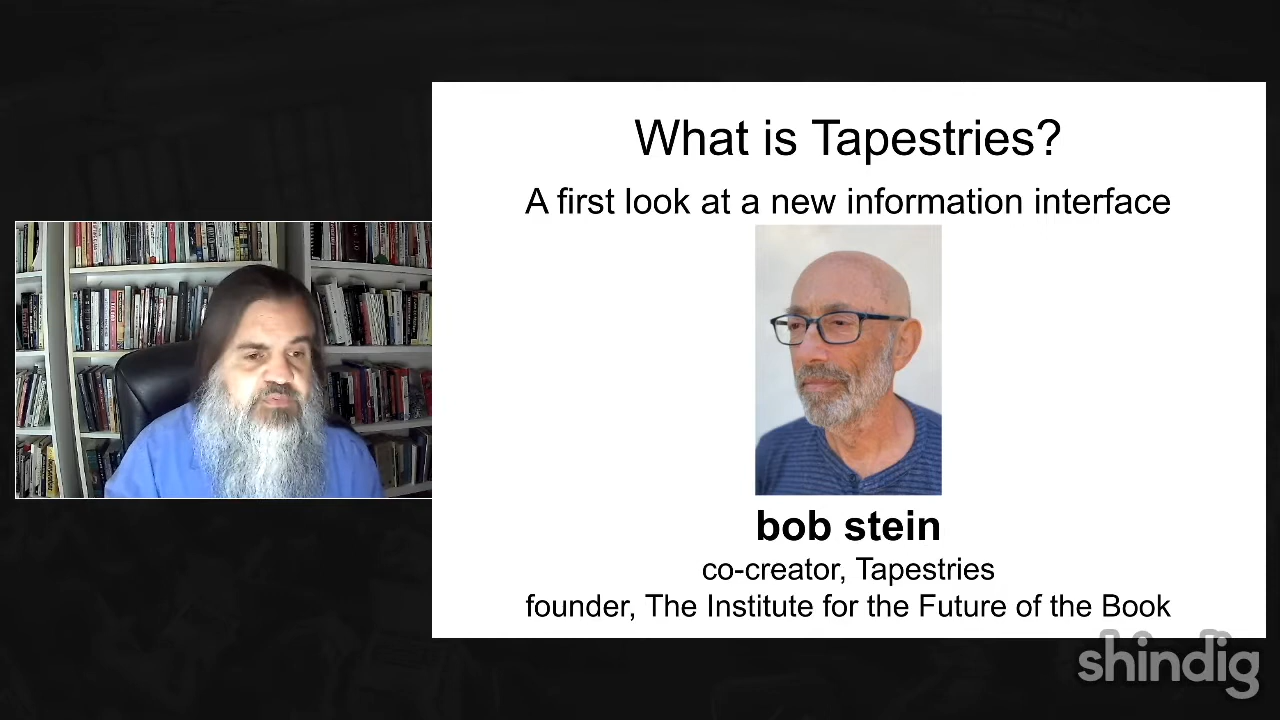 What is Tapestries?
A first look at a new information interface
bob stein
co-creator, Tapestries
founder, The Institute for the Future of the Book
shindig